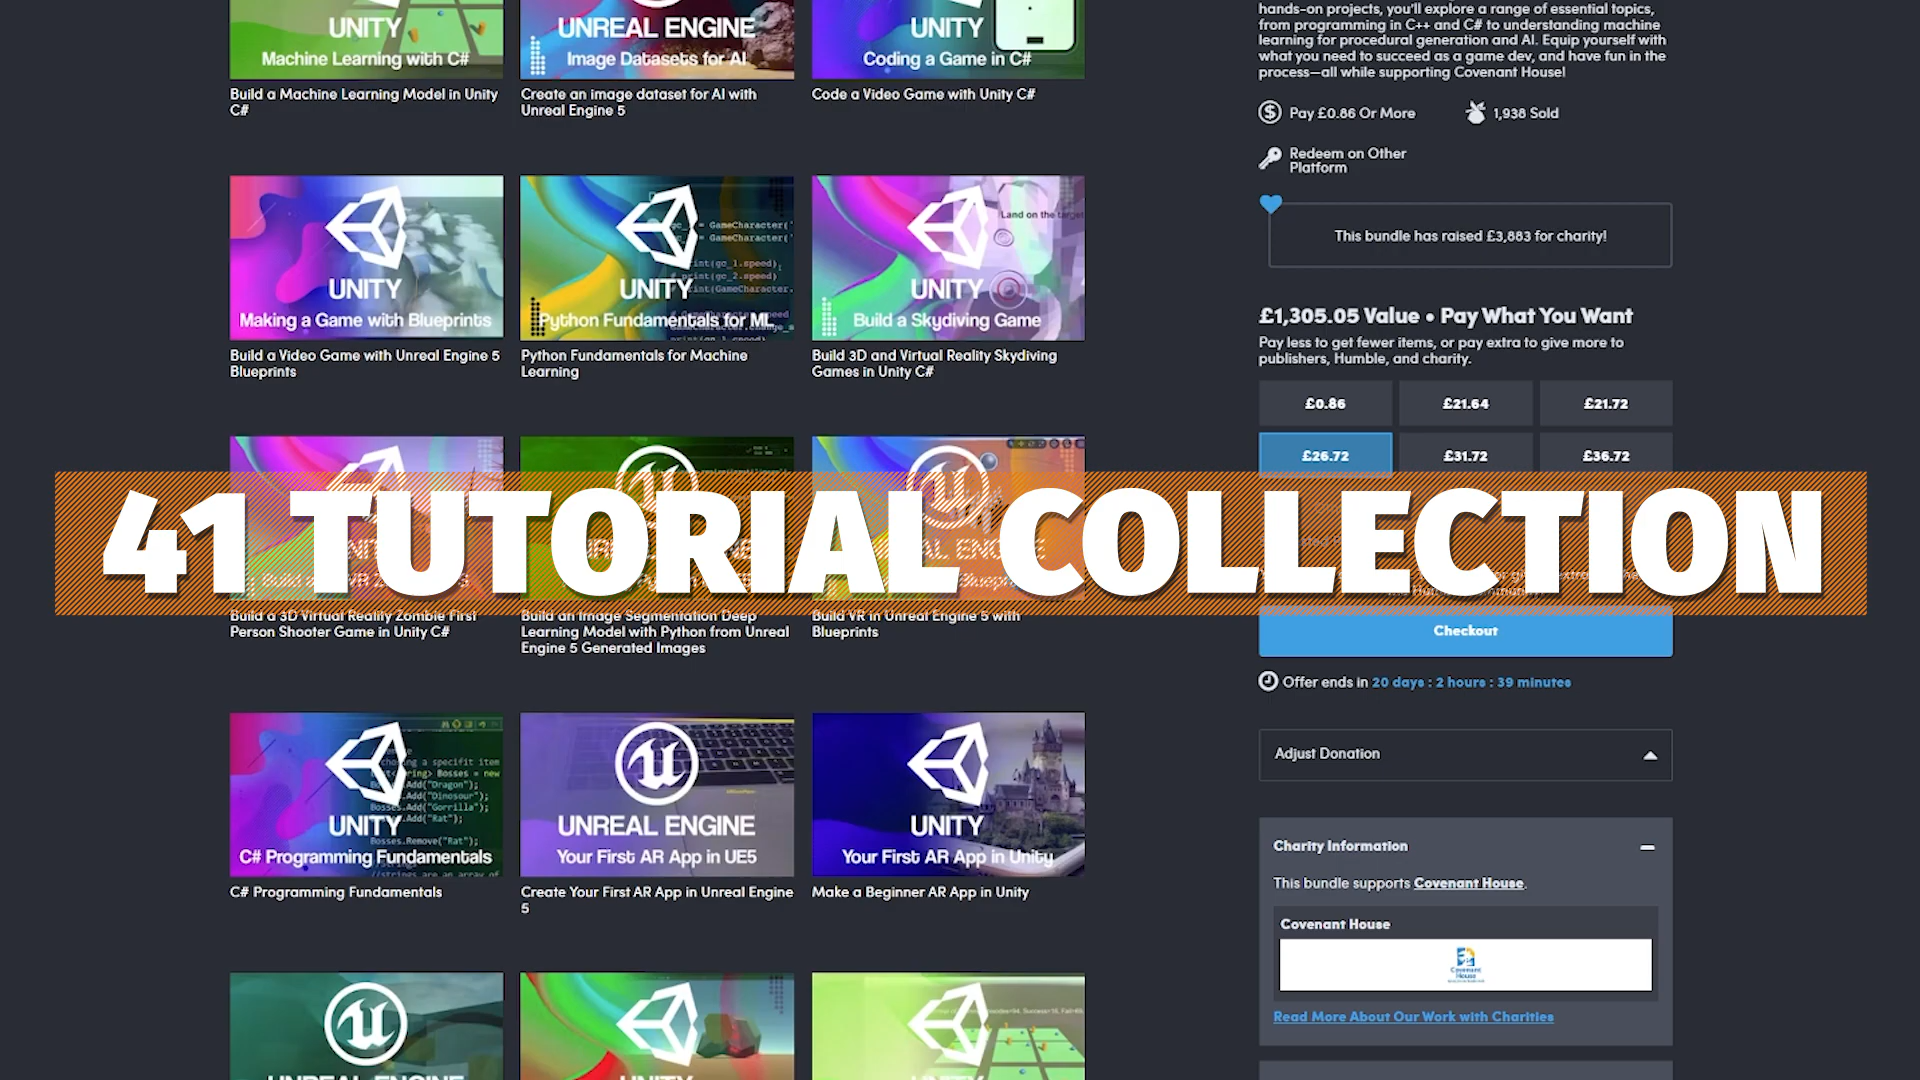 UNITY
Machine Learning with C#
Build a Machine Learning Model in Unity
C#
UNREAL ENGINE
Image Datasets for AI
Create an image dataset for AI with
Unreal Engine 5
UNITY
Coding a Game in C#
Code a Video Game with Unity C#
UNITY
Making a Game with Blueprints
Build a Video Game with Unreal Engine 5
Blueprints
UNITY
Python Fundamentals for ML
Python Fundamentals for Machine
Learning
Land on the target
UNITY
Build a Skydiving Game
Build 3D and Virtual Reality Skydiving
Games in Unity C#
41 TUTORIAL COLLECTION
Build a 3D Virtual Reality Zombie First
Person Shooter Game in Unity C#
Build an Image Segmentation Deep
Learning Model with Python from Unreal
Engine 5 Generated Images
Build VR in Unreal Engine 5 with
Blueprints
UNITY
C# Programming Fundamentals
C# Programming Fundamentals
UNREAL ENGINE
Your First AR App in UE5
Create Your First AR App in Unreal Engine
5
UNITY
Your First AR App in Unity
Make a Beginner AR App in Unity
UNREAL ENGINE
UNITY
UNITY
hands-on projects, you'll explore a range of essential topics,
from programming in C++ and C# to understanding machine
learning for procedural generation and AI. Equip yourself with
what you need to succeed as a game dev, and have fun in the
process—all while supporting Covenant House!
Pay £0.86 Or More
1,938 Sold
Redeem on Other
Platform
This bundle has raised £3,883 for charity!
£1,305.05 Value • Pay What You Want
Pay less to get fewer items, or pay extra to give more to
publishers, Humble, and charity.
£0.86
£21.64
£21.72
£26.72
£31.72
£36.72
Checkout
Offer ends in 20 days : 2 hours : 39 minutes
Adjust Donation
Charity Information
This bundle supports Covenant House.
Covenant House
Covenant
House
Read More About Our Work with Charities